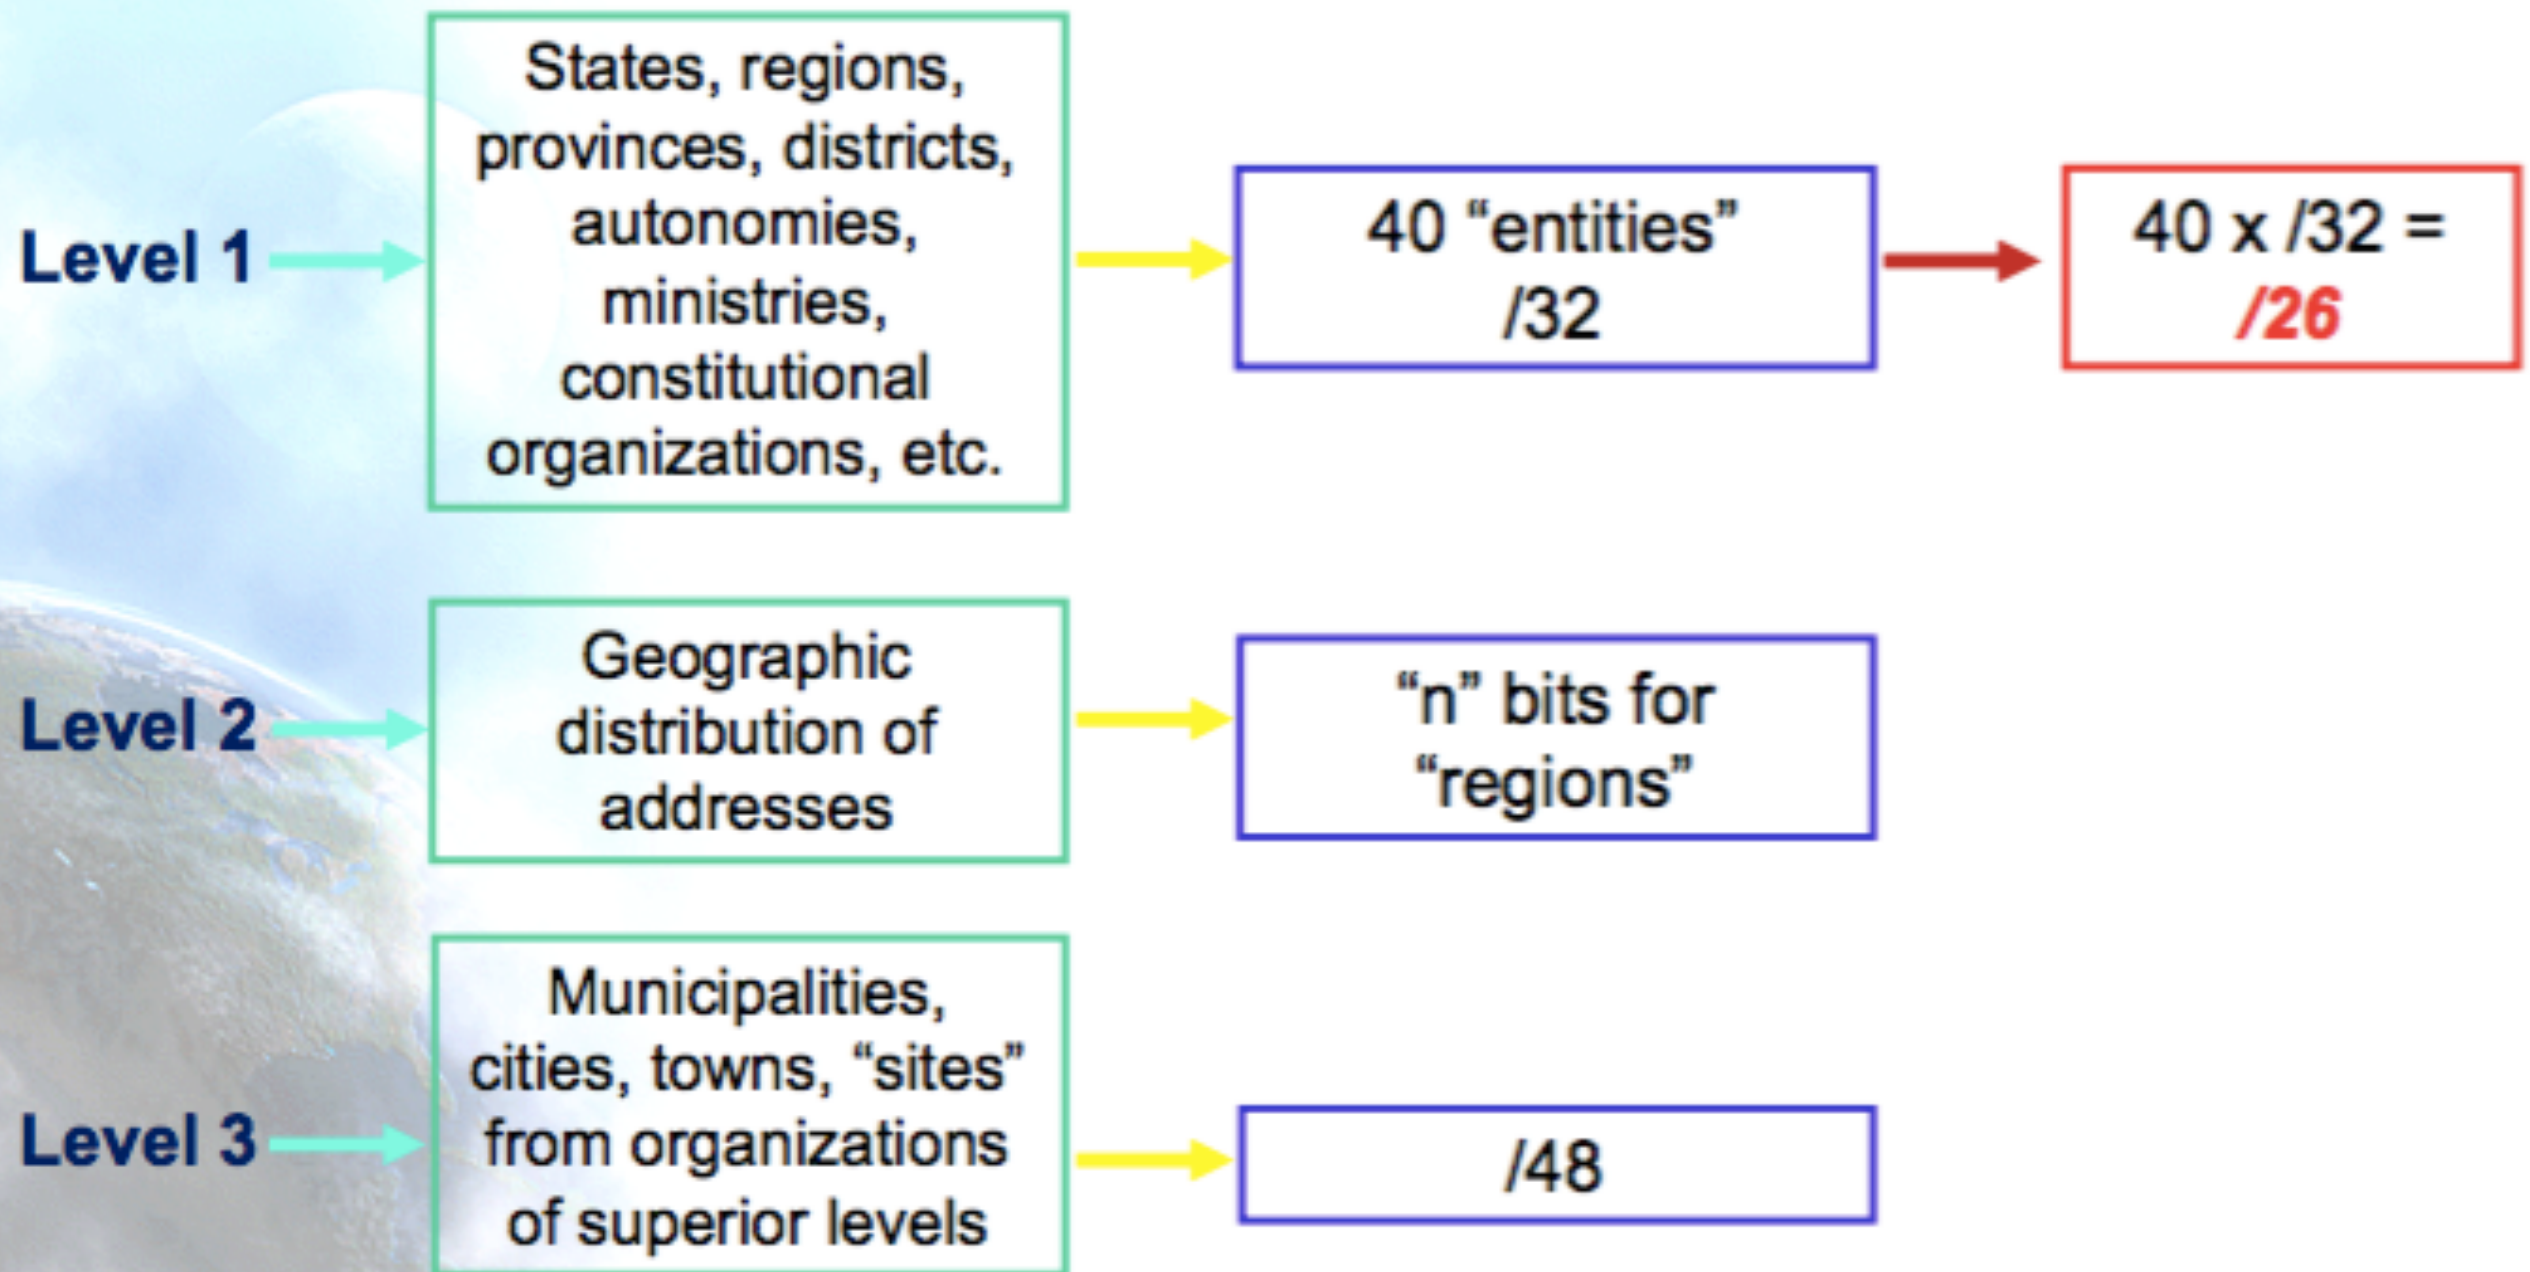 Level 1
States, regions,
provinces, districts,
autonomies,
ministries,
constitutional
organizations, etc.
40 “entities”
/32
40 x /32 =
/26
Level 2
Geographic
distribution of
addresses
“n” bits for
“regions”
Level 3
Municipalities,
cities, towns, “sites”
from organizations
of superior levels
/48